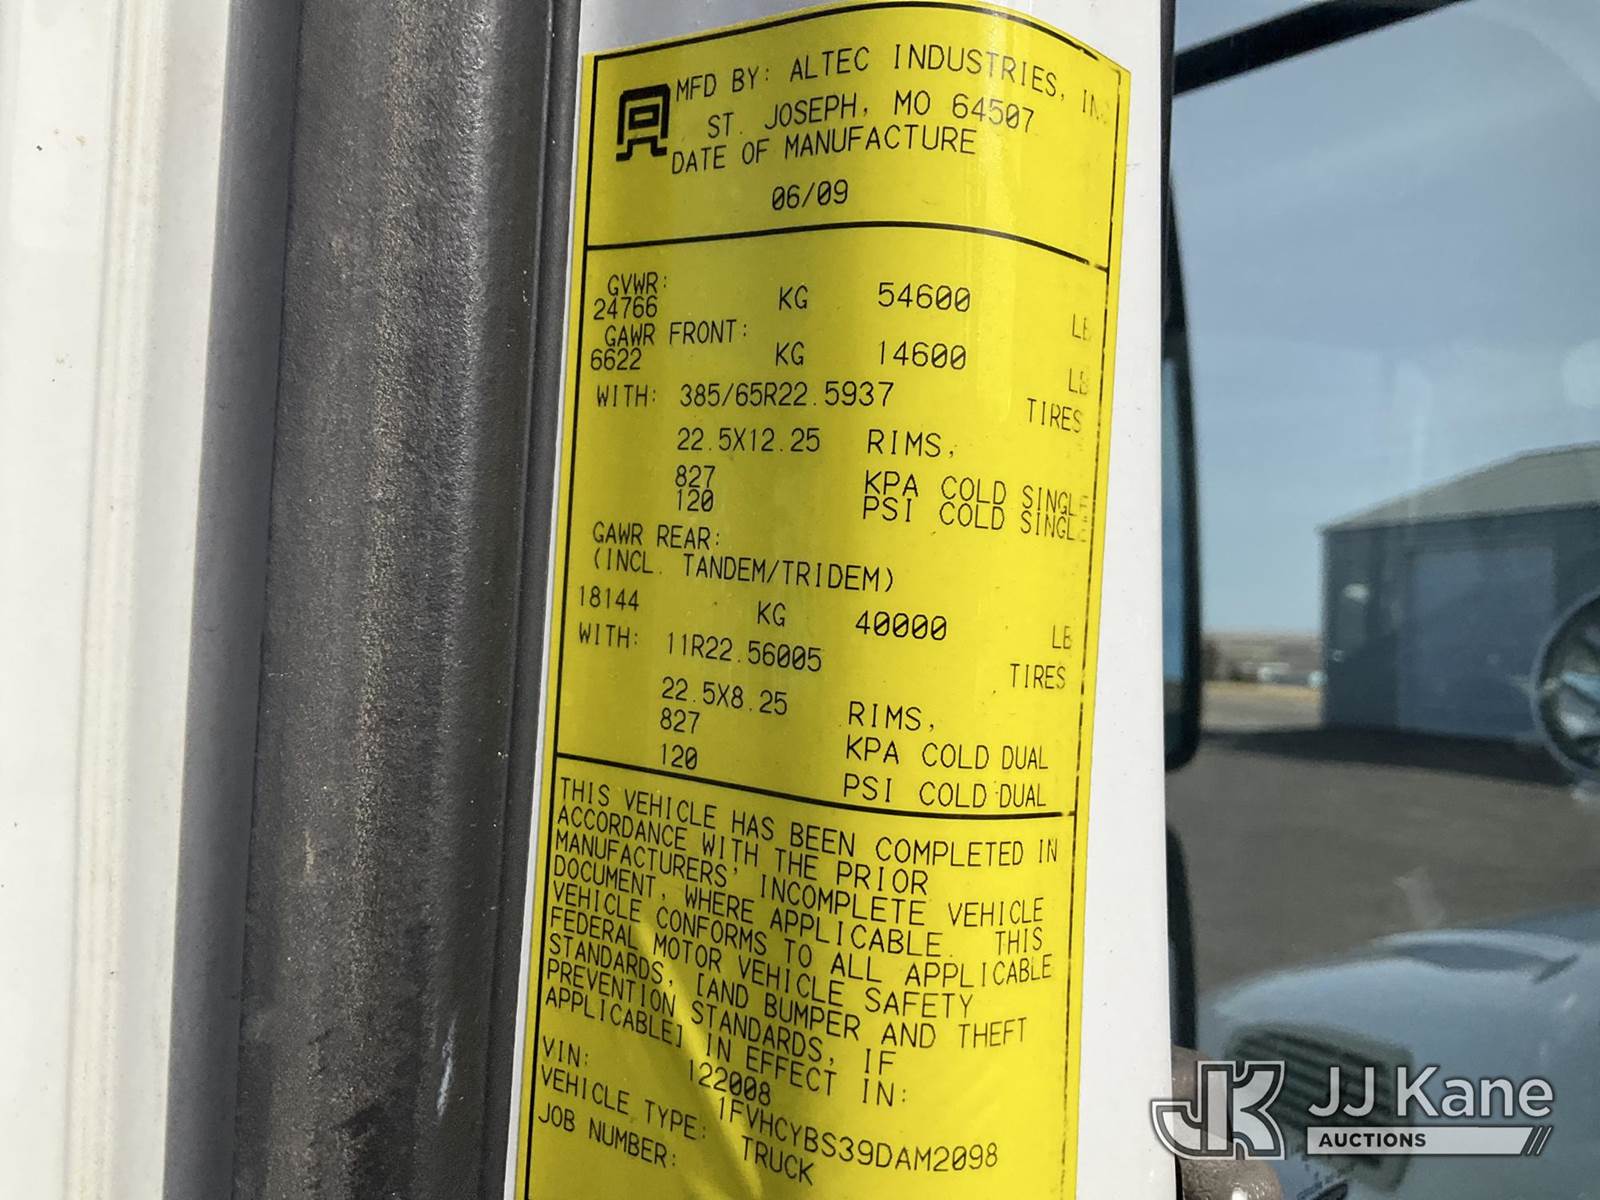 MFD BY: ALTEC INDUSTRIES, INC
ST. JOSEPH, MO 64507
DATE OF MANUFACTURE
06/09
GVWR:
24766 KG 54600 LB
GAWR FRONT:
6622 KG 14600 LB
WITH: 385/65R22.5937 TIRES
22.5X12.25 RIMS,
827 KPA COLD SINGLE
120 PSI COLD SINGLE
GAWR REAR:
(INCL. TANDEM/TRIDEM)
18144 KG 40000 LB
WITH: 11R22.56005 TIRES
22.5X8.25 RIMS,
827 KPA COLD DUAL
120 PSI COLD DUAL
THIS VEHICLE HAS BEEN COMPLETED IN
ACCORDANCE WITH THE PRIOR
MANUFACTURERS' INCOMPLETE VEHICLE
DOCUMENT, WHERE APPLICABLE. THIS
VEHICLE CONFORMS TO ALL APPLICABLE
FEDERAL MOTOR VEHICLE SAFETY
STANDARDS, [AND BUMPER AND THEFT
PREVENTION STANDARDS, IF
APPLICABLE] IN EFFECT IN:
122008
VIN: 1FVHCYBS39DAM2098
VEHICLE TYPE: TRUCK
JOB NUMBER:
JK JJ Kane
AUCTIONS